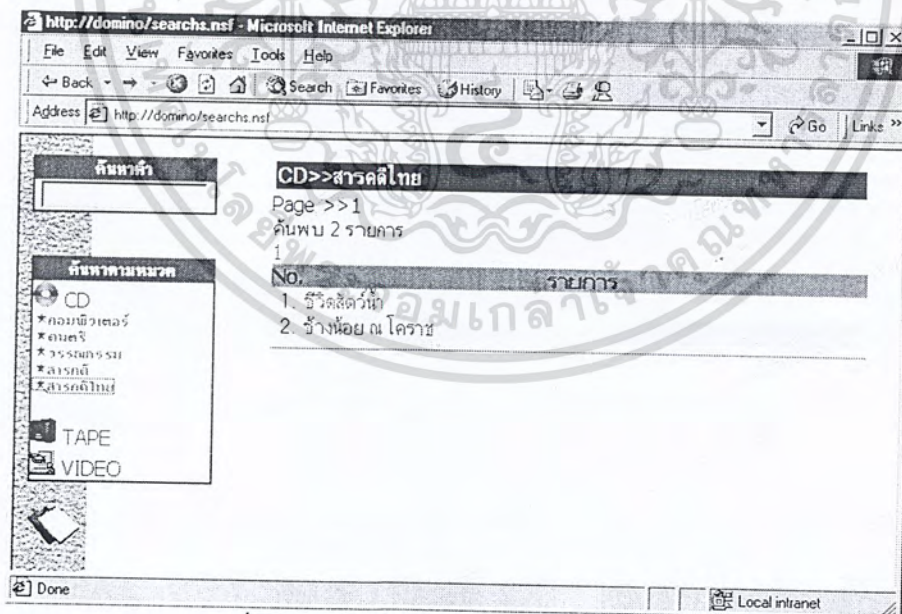 http://domino/searchs.nsf - Microsoft Internet Explorer
File Edit View Favorites Tools Help
Back Search Favorites History
Address http://domino/searchs.nsf Go Links »
ค้นหาคำ
ค้นหาตามหมวด
CD
*คอมพิวเตอร์
*ดนตรี
*วรรณกรรม
*สารคดี
*สารคดีไทย
TAPE
VIDEO
CD>>สารคดีไทย
Page >>1
ค้นพบ 2 รายการ
1
No. รายการ
1. ชีวิตสัตว์น้ำ
2. ช้างน้อย ณ โคราช
Done Local intranet